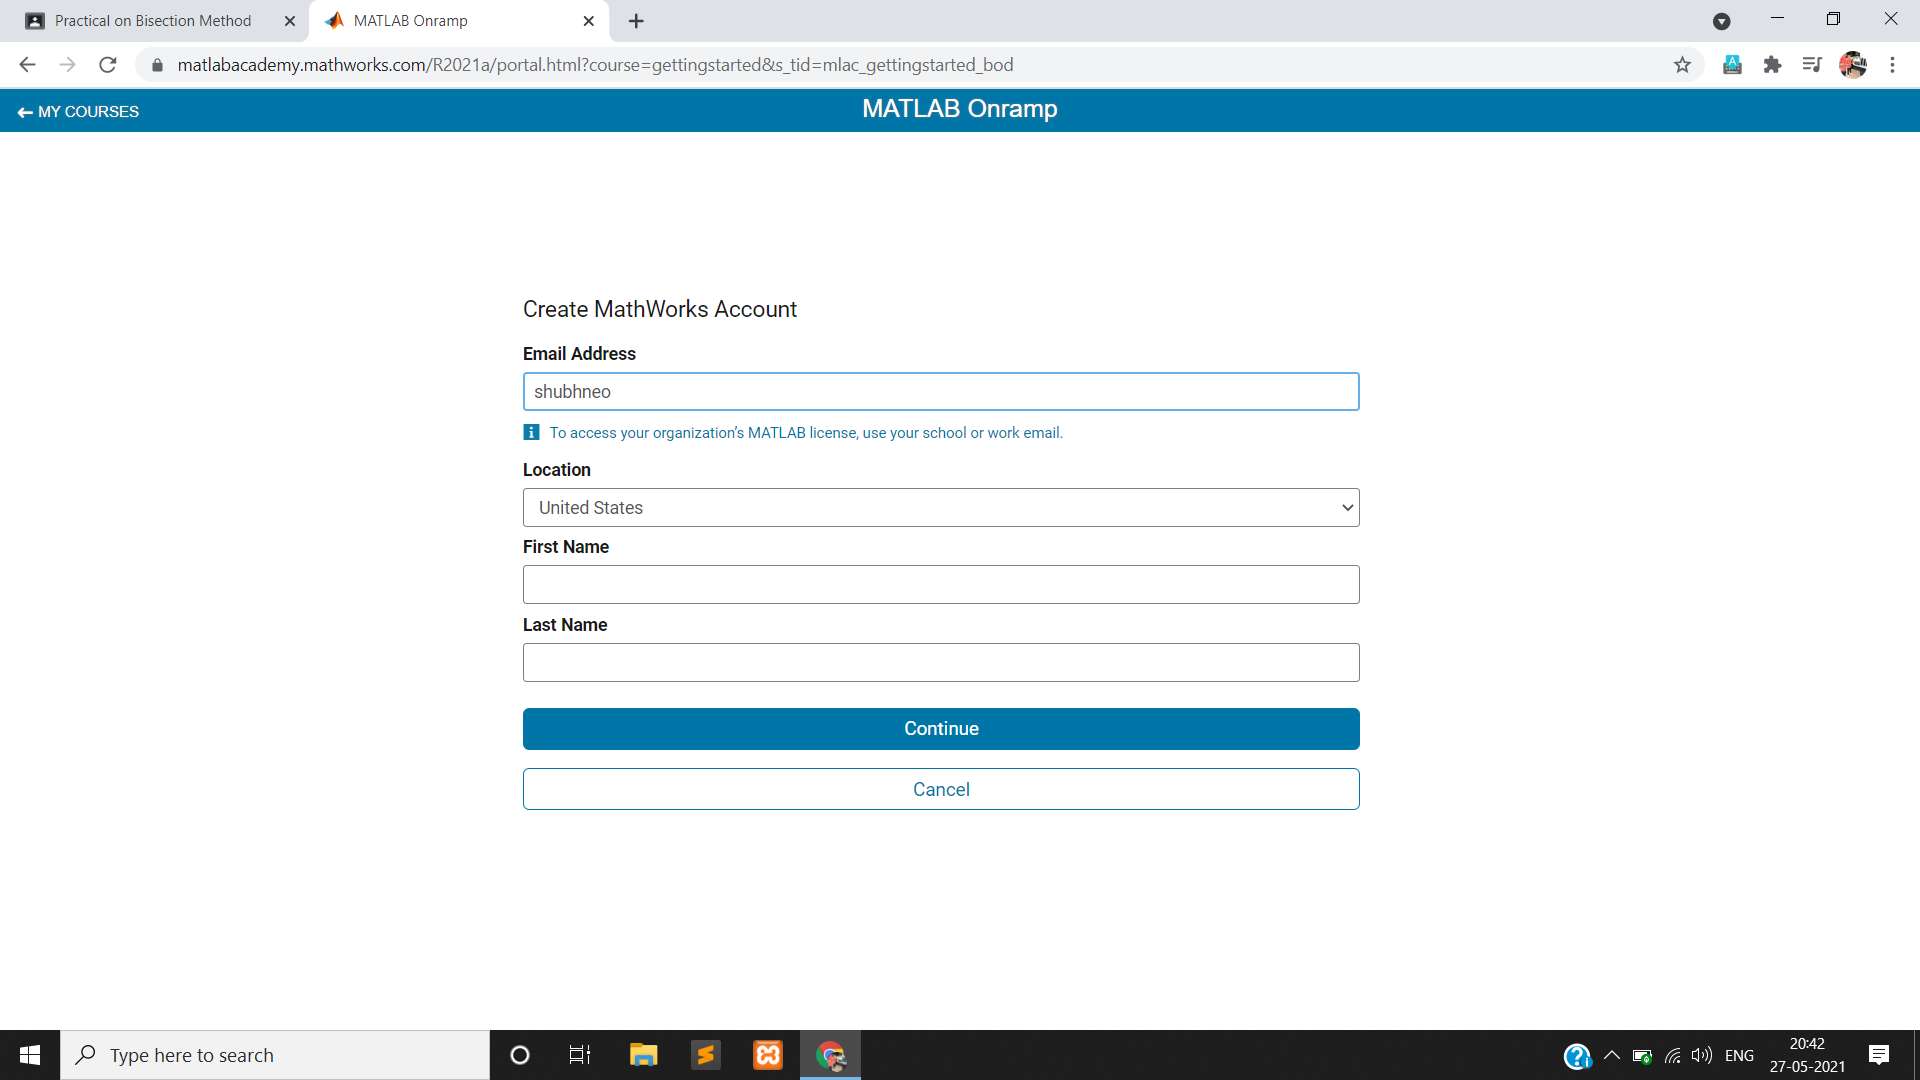 Practical on Bisection Method
MATLAB Onramp
matlabacademy.mathworks.com/R2021a/portal.html?course=gettingstarted&s_tid=mlac_gettingstarted_bod
MY COURSES
MATLAB Onramp
Create MathWorks Account
Email Address
shubhneo
To access your organization's MATLAB license, use your school or work email.
Location
United States
First Name
Last Name
Continue
Cancel
Type here to search
ENG
20:42
27-05-2021